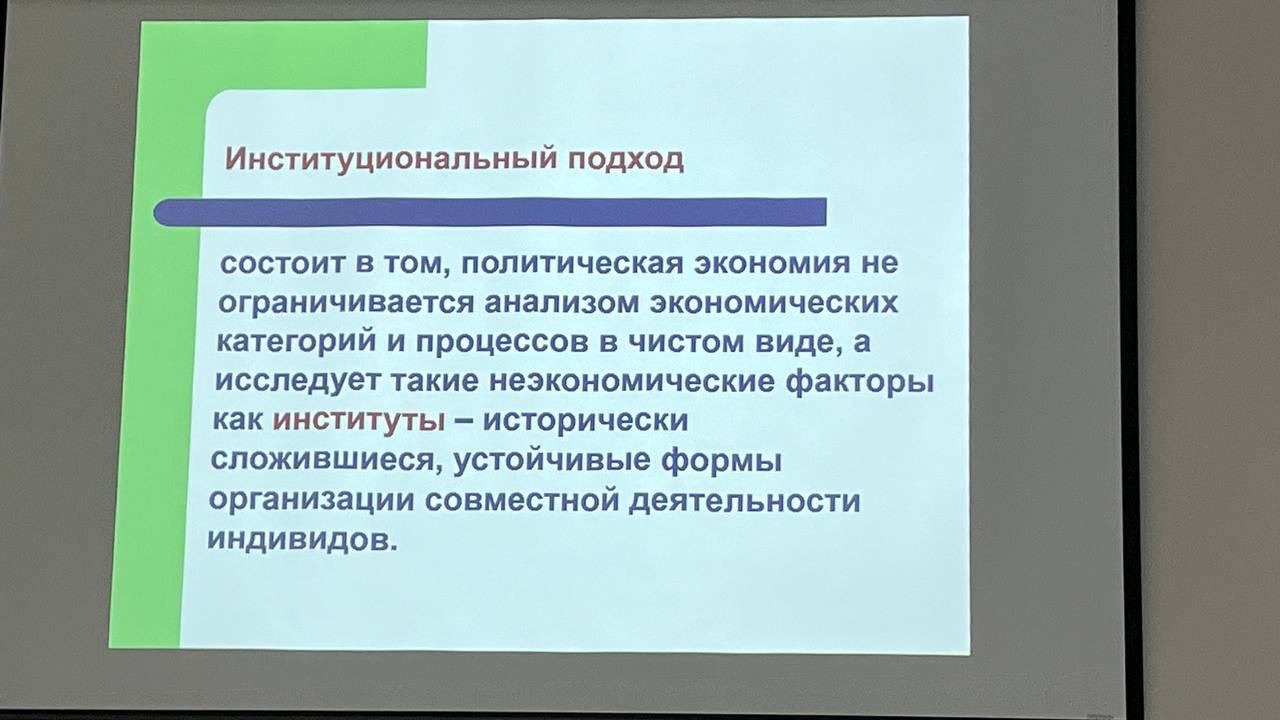 Институциональный подход
состоит в том, политическая экономия не
ограничивается анализом экономических
категорий и процессов в чистом виде, а
исследует такие неэкономические факторы
как институты – исторически
сложившиеся, устойчивые формы
организации совместной деятельности
индивидов.